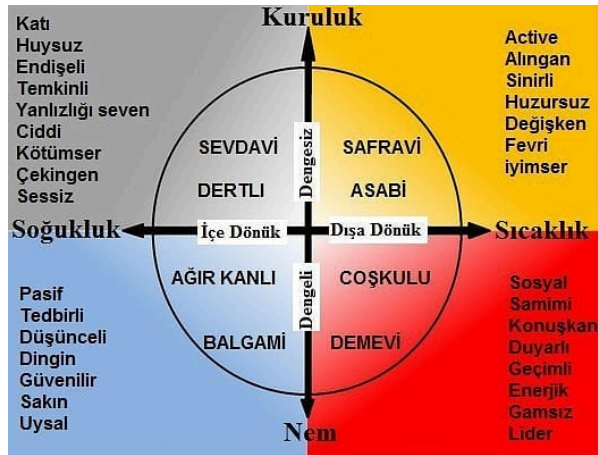 Kuruluk
Katı
Huysuz
Endişeli
Temkinli
Yanlızlığı seven
Ciddi
Kötümser
Çekingen
Sessiz
Active
Alıngan
Sinirli
Huzursuz
Değişken
Fevri
iyimser
SEVDAVİ
DERTLI
Dengesiz
SAFRAVİ
ASABİ
Soğukluk
İçe Dönük
Dışa Dönük
Sıcaklık
AĞIR KANLI
BALGAMİ
Dengeli
COŞKULU
DEMEVİ
Pasif
Tedbirli
Düşünceli
Dingin
Güvenilir
Sakın
Uysal
Sosyal
Samimi
Konuşkan
Duyarlı
Geçimli
Enerjik
Gamsız
Lider
Nem